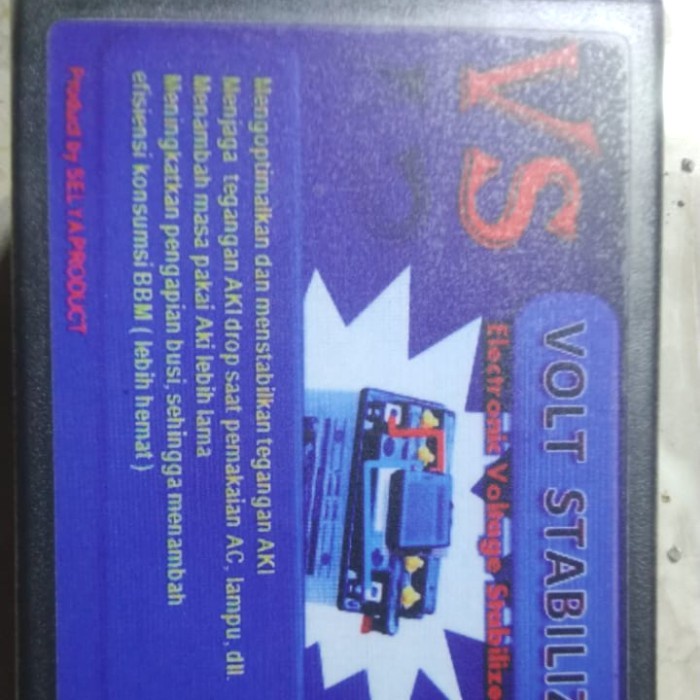 VS
VOLT STABILIZ
Electronic Voltage Stabilize
Mengoptimalkan dan menstabilkan tegangan AKI
Menjaga tegangan AKI drop saat pemakaian AC, lampu, dll.
Menambah masa pakai Aki lebih lama
Meningkatkan pengapian busi, sehingga menambah
efisiensi konsumsi BBM ( lebih hemat )
Product by SELYAPRODUCT